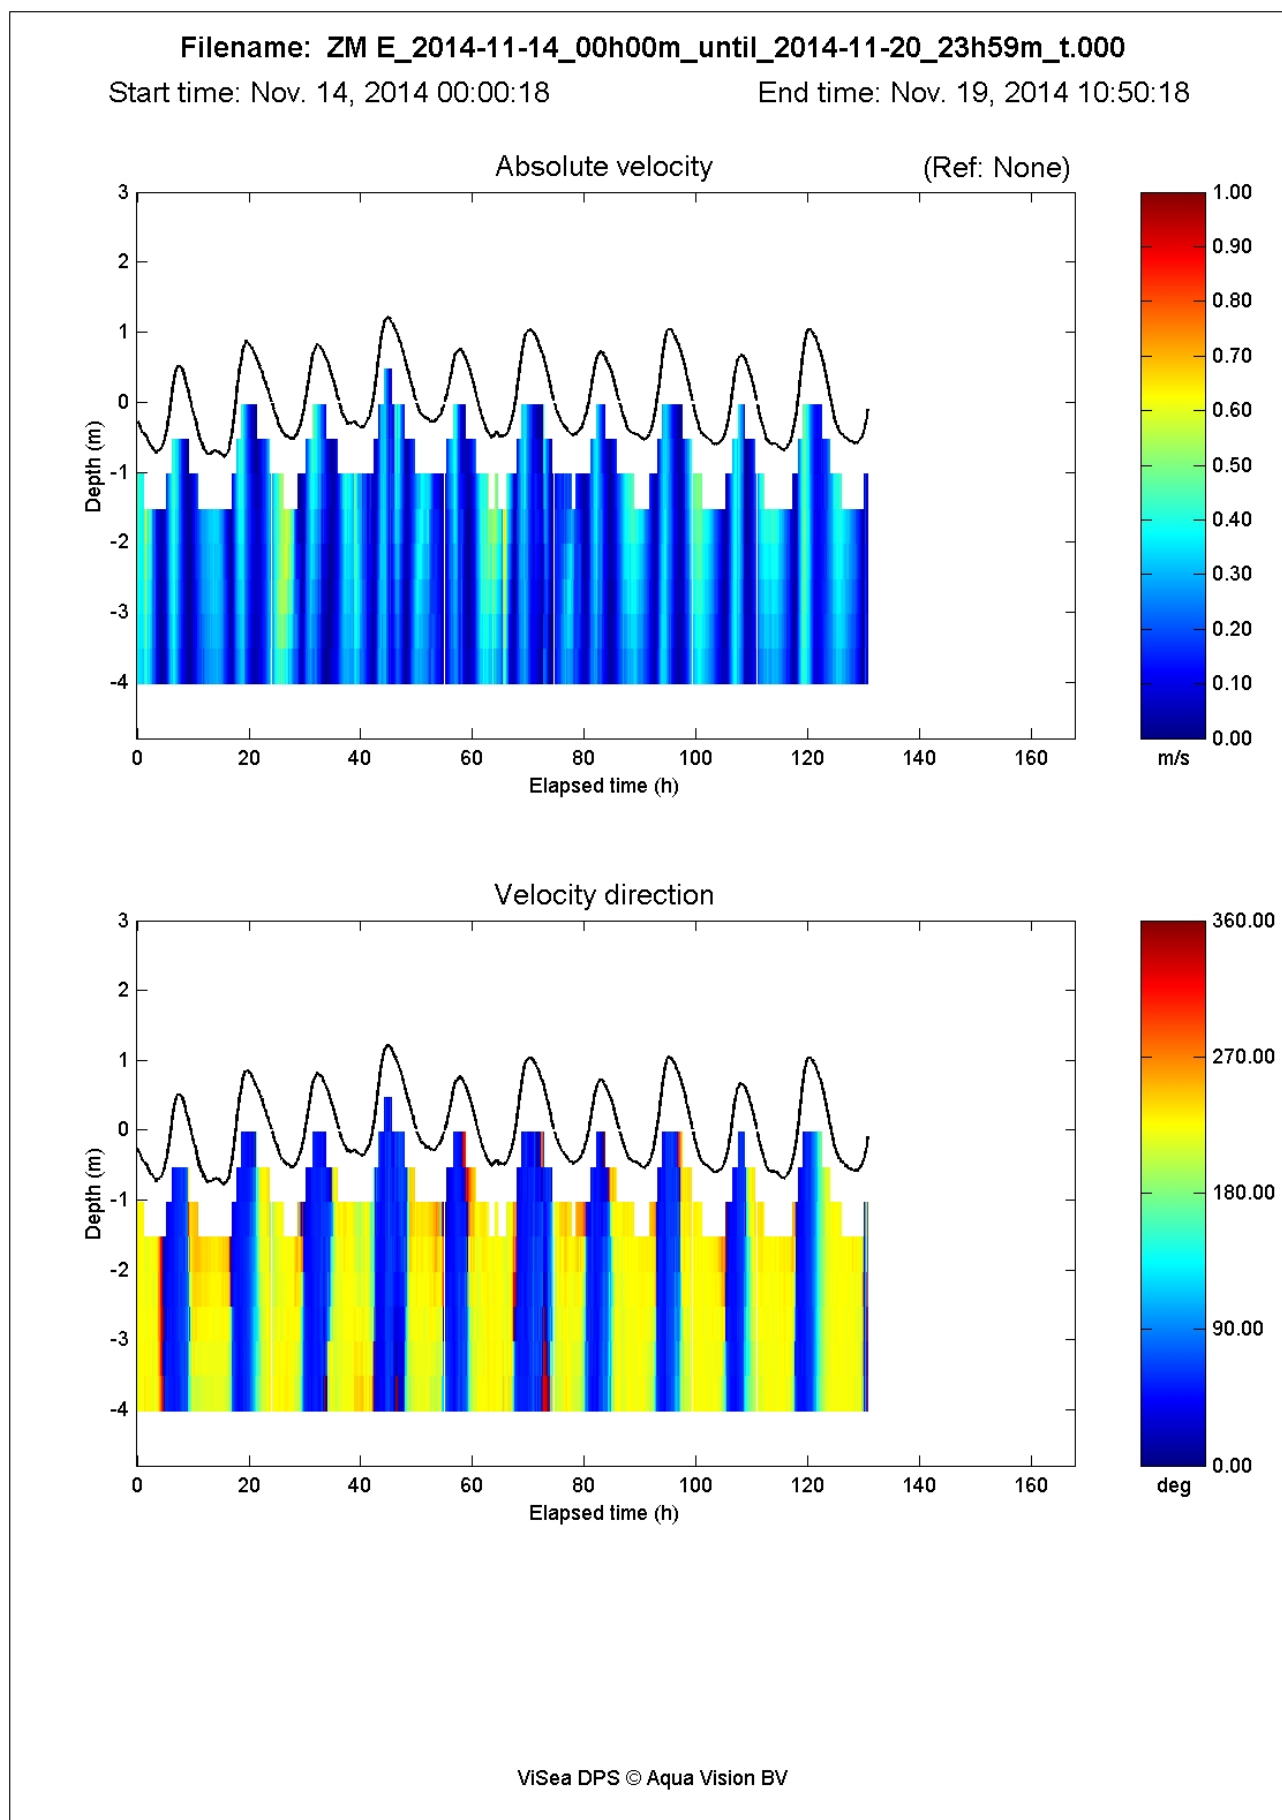 Filename: ZM E_2014-11-14_00h00m_until_2014-11-20_23h59m_t.000
Start time: Nov. 14, 2014 00:00:18 End time: Nov. 19, 2014 10:50:18
Absolute velocity (Ref: None)
3
2
1
0
-1
-2
-3
-4
Depth (m)
0 20 40 60 80 100 120 140 160
Elapsed time (h)
1.00
0.90
0.80
0.70
0.60
0.50
0.40
0.30
0.20
0.10
0.00
m/s
Velocity direction
3
2
1
0
-1
-2
-3
-4
Depth (m)
0 20 40 60 80 100 120 140 160
Elapsed time (h)
360.00
270.00
180.00
90.00
0.00
deg
ViSea DPS © Aqua Vision BV